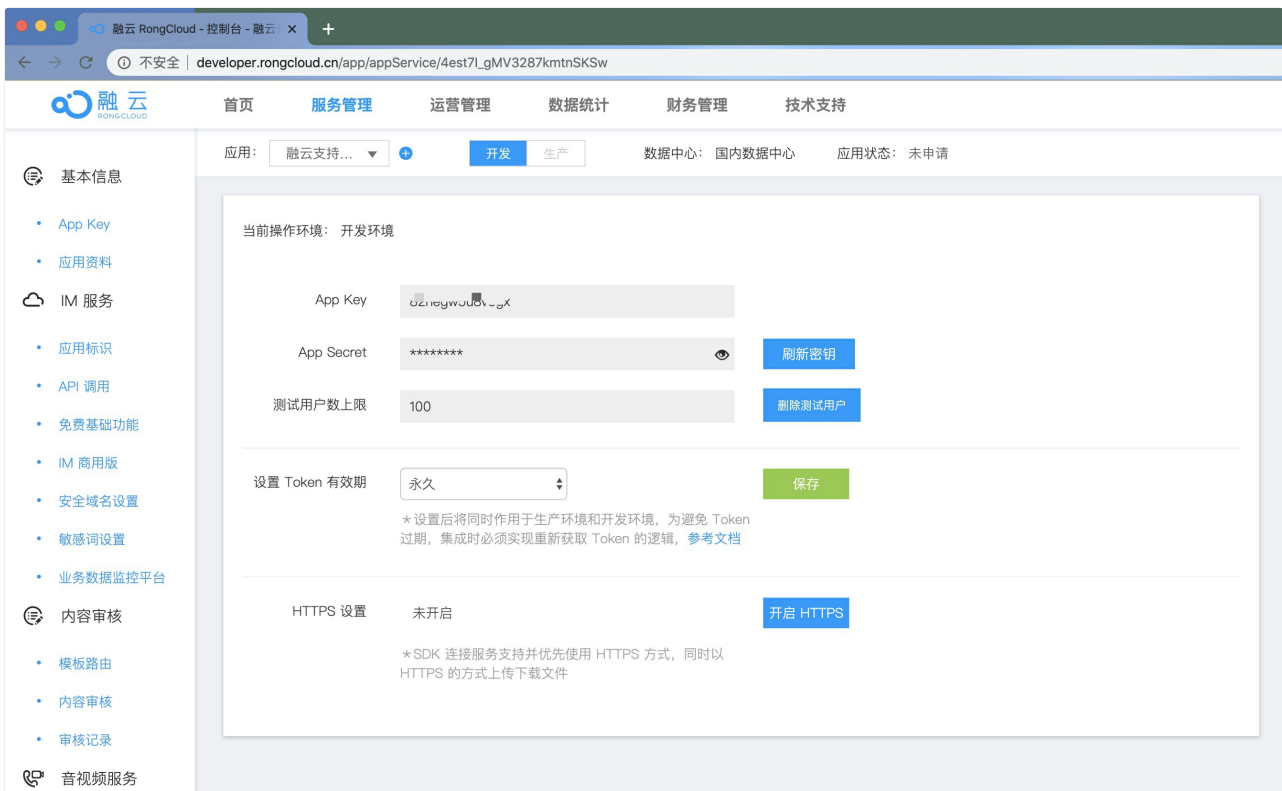 融云 RongCloud - 控制台 - 融云
不安全 developer.rongcloud.cn/app/appService/4est7l_gMV3287kmtnSKSw
融云 RONGCLOUD 首页 服务管理 运营管理 数据统计 财务管理 技术支持
应用： 融云支持... 开发 生产 数据中心： 国内数据中心 应用状态： 未申请
基本信息
App Key
应用资料
IM 服务
应用标识
API 调用
免费基础功能
IM 商用版
安全域名设置
敏感词设置
业务数据监控平台
内容审核
模板路由
内容审核
审核记录
音视频服务
当前操作环境： 开发环境
App Key
App Secret ******** 刷新密钥
测试用户数上限 100 删除测试用户
设置 Token 有效期 永久 保存
*设置后将同时作用于生产环境和开发环境，为避免 Token
过期，集成时必须实现重新获取 Token 的逻辑，参考文档
HTTPS 设置 未开启 开启 HTTPS
*SDK 连接服务支持并优先使用 HTTPS 方式，同时以
HTTPS 的方式上传下载文件